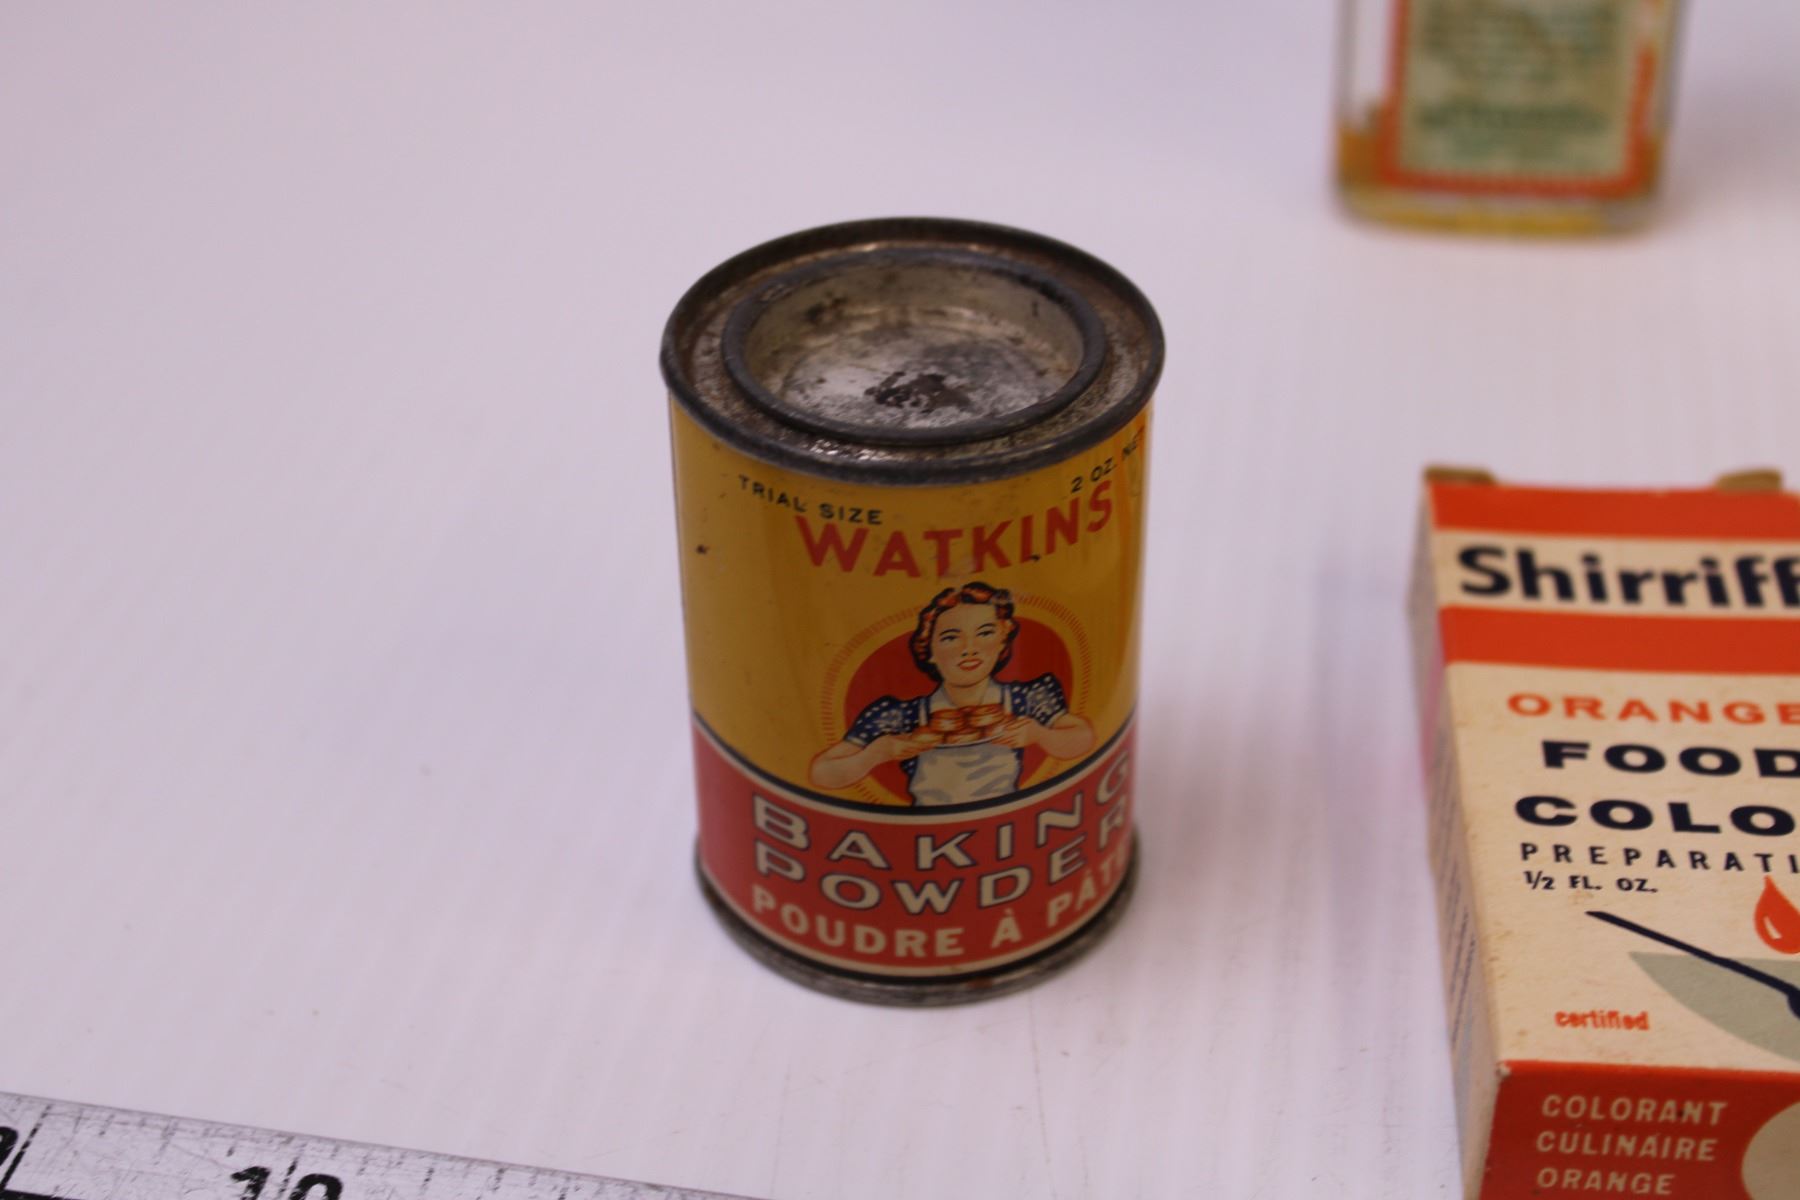 TRIAL SIZE
2 OZ. NET
WATKINS
BAKING
POWDER
POUDRE À PÂTE
Shirriff
ORANGE
FOOD
COLO
PREPARATI
1/2 FL. OZ.
certified
COLORANT
CULINAIRE
ORANGE
10